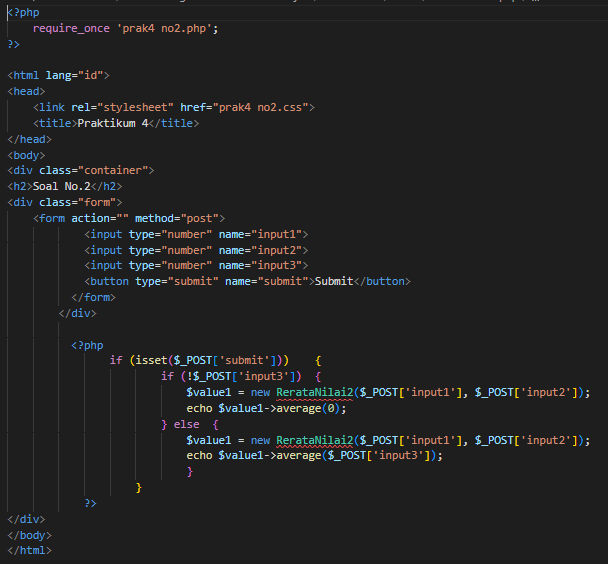 <?php
    require_once 'prak4 no2.php';
?>
<html lang="id">
<head>
    <link rel="stylesheet" href="prak4 no2.css">
    <title>Praktikum 4</title>
</head>
<body>
<div class="container">
<h2>Soal No.2</h2>
<div class="form">
    <form action="" method="post">
            <input type="number" name="input1">
            <input type="number" name="input2">
            <input type="number" name="input3">
            <button type="submit" name="submit">Submit</button>
          </form>
        </div>
          <?php
                if (isset($_POST['submit']))    {
                        if (!$_POST['input3'])  {
                            $value1 = new RerataNilai2($_POST['input1'], $_POST['input2']);
                            echo $value1->average(0);
                        } else  {
                            $value1 = new RerataNilai2($_POST['input1'], $_POST['input2']);
                            echo $value1->average($_POST['input3']);
                            }
                    }
            ?>
</div>
</body>
</html>